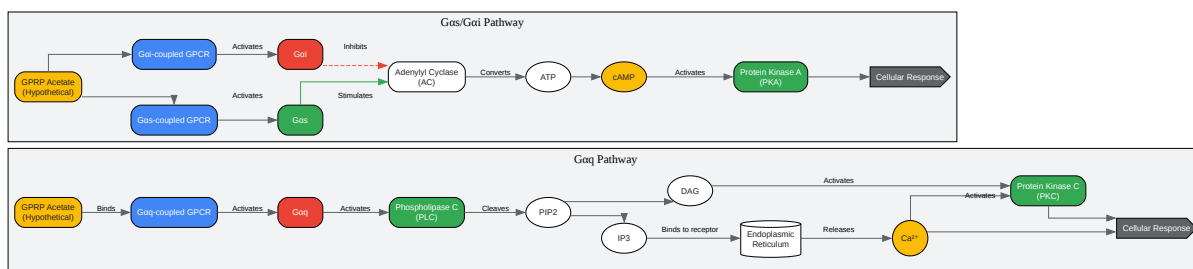 Gαs/Gαi Pathway
Gαi-coupled GPCR
Activates
Gαi
Inhibits
GPRP Acetate
(Hypothetical)
Adenylyl Cyclase
(AC)
Converts
ATP
cAMP
Activates
Protein Kinase A
(PKA)
Cellular Response
Gαs-coupled GPCR
Activates
Gαs
Stimulates
Gαq Pathway
GPRP Acetate
(Hypothetical)
Binds
Gαq-coupled GPCR
Activates
Gαq
Activates
Phospholipase C
(PLC)
Cleaves
PIP2
DAG
Activates
Protein Kinase C
(PKC)
IP3
Binds to receptor
Endoplasmic
Reticulum
Releases
Ca²⁺
Activates
Cellular Response